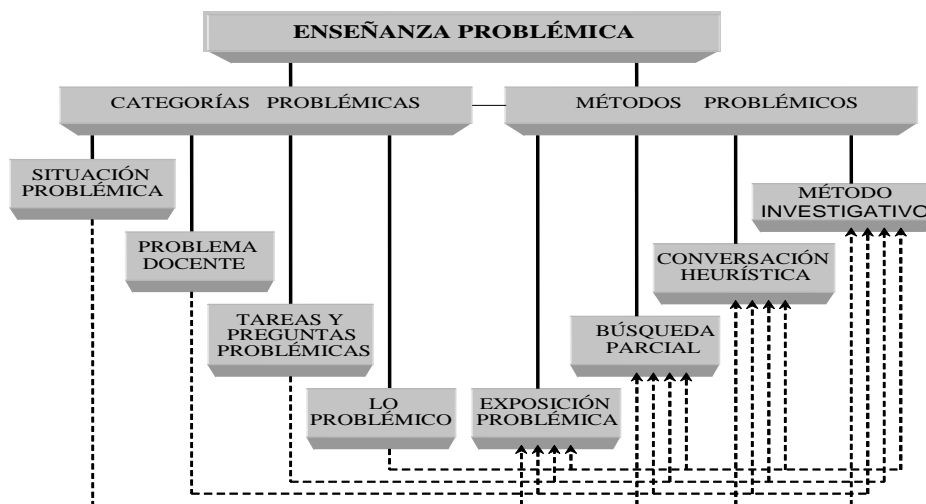 ENSEÑANZA PROBLÉMICA
CATEGORÍAS PROBLÉMICAS
MÉTODOS PROBLÉMICOS
SITUACIÓN
PROBLÉMICA
PROBLEMA
DOCENTE
TAREAS Y
PREGUNTAS
PROBLÉMICAS
LO
PROBLÉMICO
EXPOSICIÓN
PROBLÉMICA
BÚSQUEDA
PARCIAL
CONVERSACIÓN
HEURÍSTICA
MÉTODO
INVESTIGATIVO